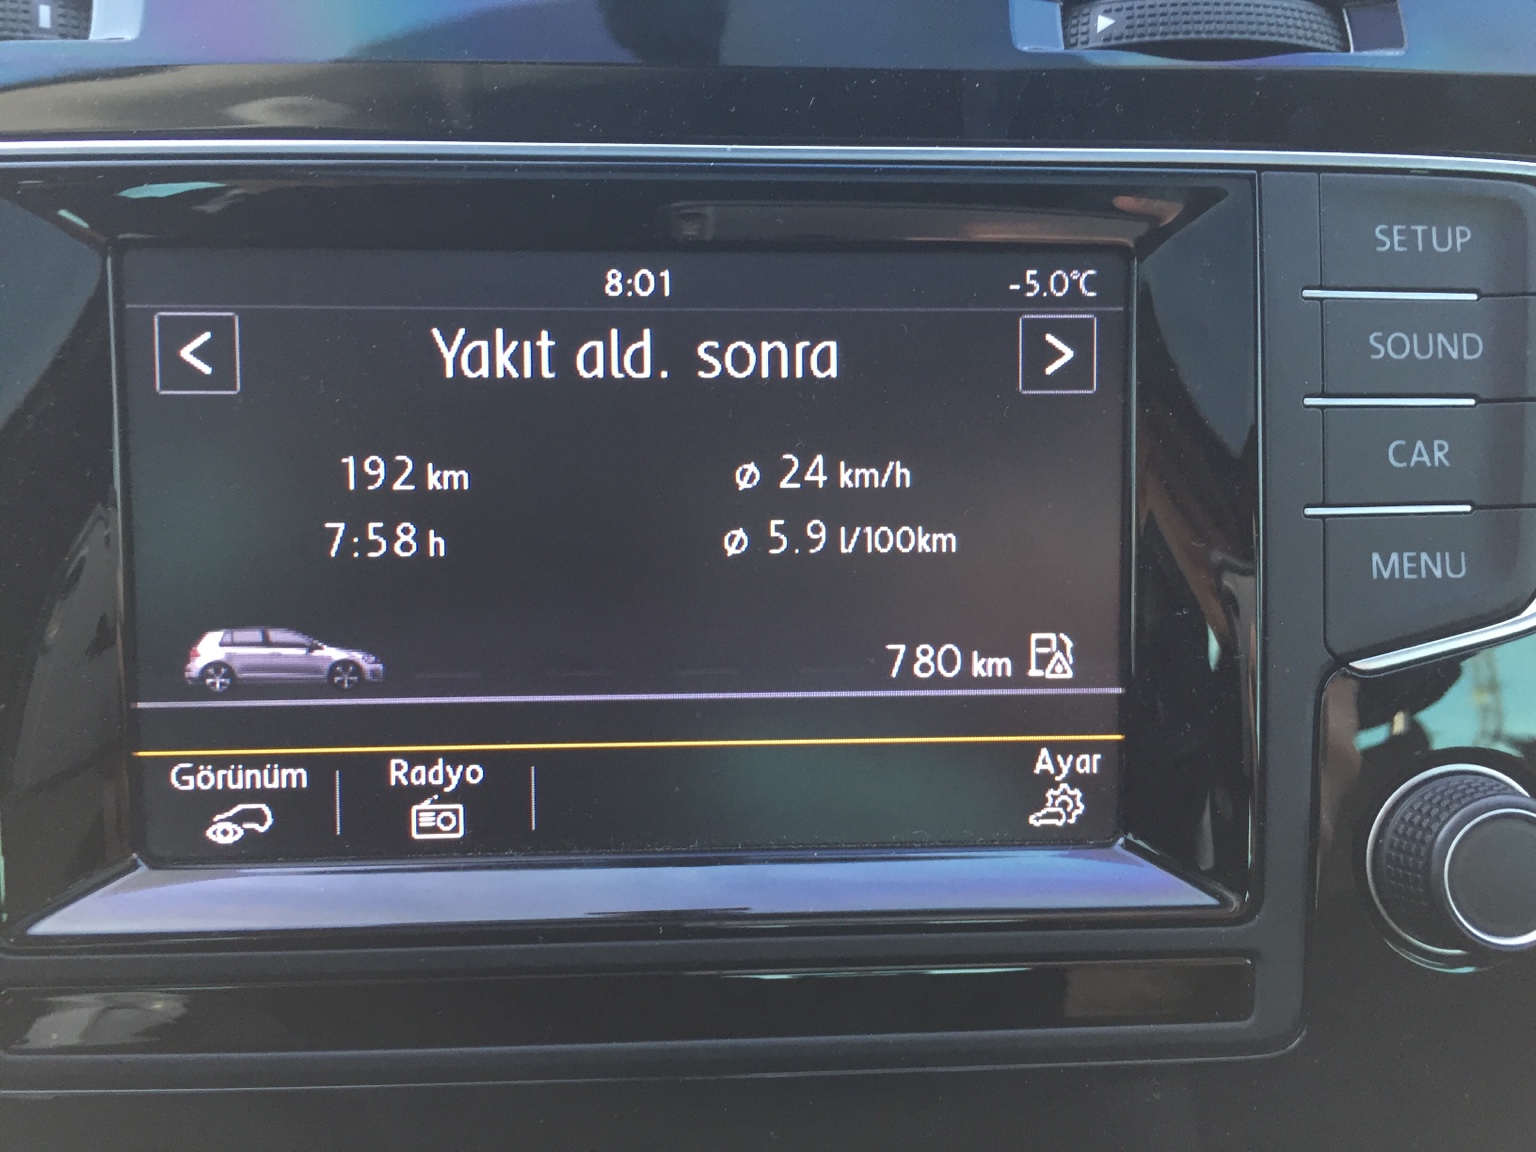 8:01 -5.0°C
< Yakıt ald. sonra >
192 km ⌀ 24 km/h
7:58 h ⌀ 5.9 l/100km
780 km
Görünüm Radyo Ayar
SETUP
SOUND
CAR
MENU